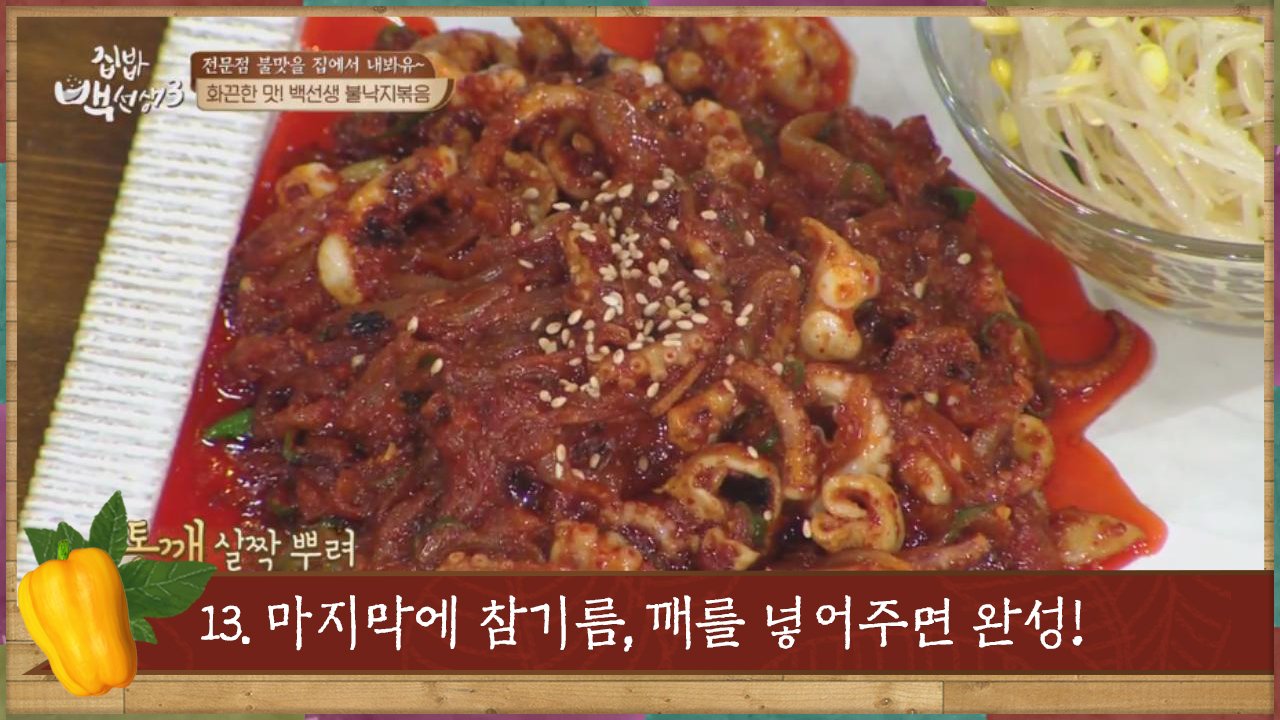 집밥
백선생3
전문점 불맛을 집에서 내봐유~
화끈한 맛! 백선생 불낙지볶음
살짝 뿌려
13. 마지막에 참기름, 깨를 넣어주면 완성!